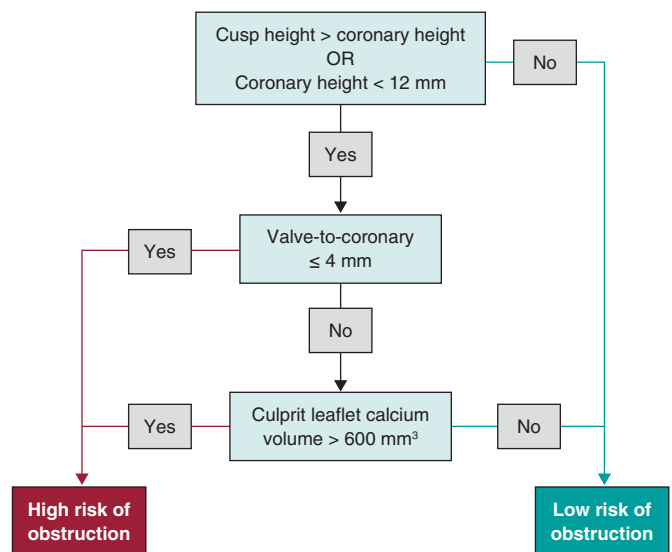 Cusp height > coronary height
OR
Coronary height < 12 mm
No
Yes
Yes
Valve-to-coronary
≤ 4 mm
No
Yes
Culprit leaflet calcium
volume > 600 mm³
No
High risk of
obstruction
Low risk of
obstruction